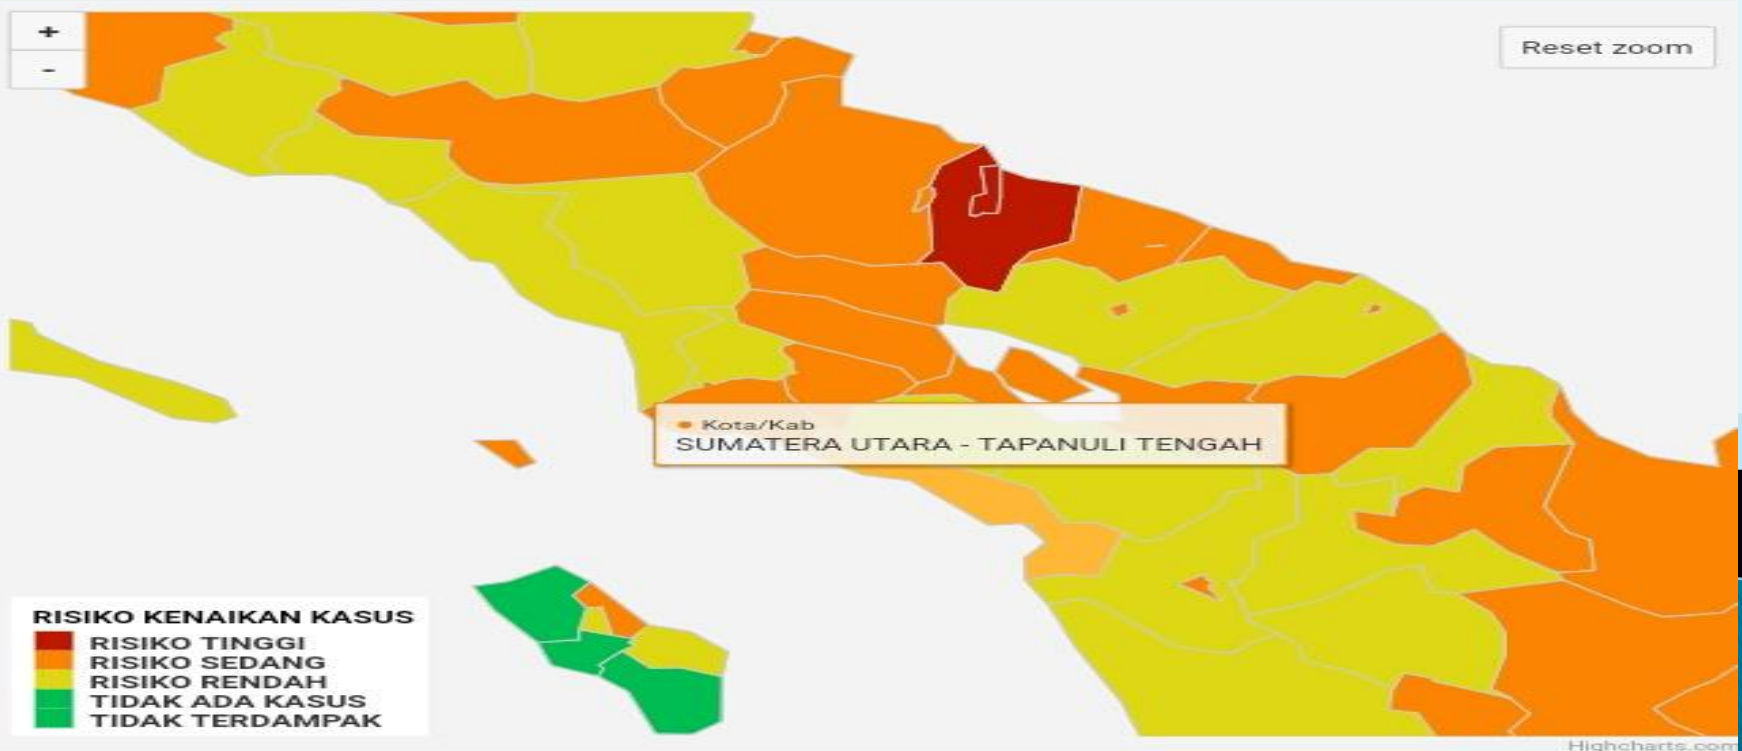 +
-
Reset zoom
Kota/Kab
SUMATERA UTARA - TAPANULI TENGAH
RISIKO KENAIKAN KASUS
RISIKO TINGGI
RISIKO SEDANG
RISIKO RENDAH
TIDAK ADA KASUS
TIDAK TERDAMPAK
Highcharts.com